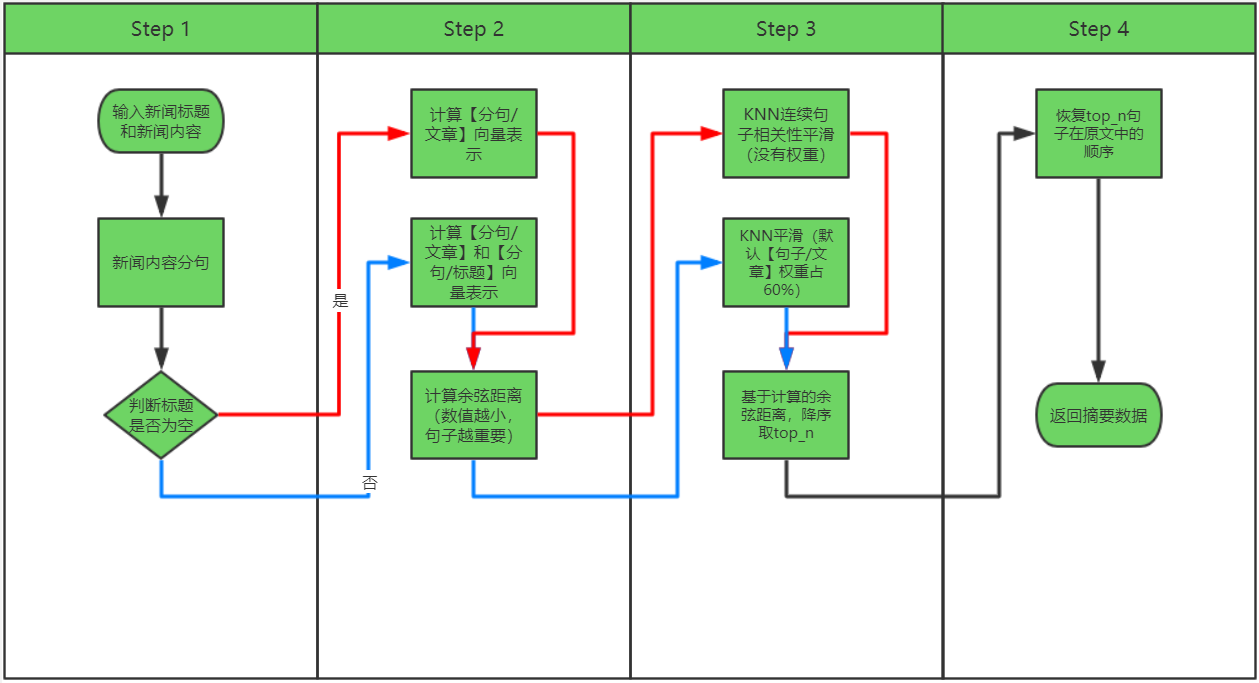 Step 1
Step 2
Step 3
Step 4
输入新闻标题
和新闻内容
新闻内容分句
判断标题
是否为空
是
否
计算【分句/
文章】向量表
示
计算【分句/
文章】和【分
句/标题】向
量表示
计算余弦距离
（数值越小，
句子越重要）
KNN连续句
子相关性平滑
（没有权重）
KNN平滑（默
认【句子/文
章】权重占
60%）
基于计算的余
弦距离，降序
取top_n
恢复top_n句
子在原文中的
顺序
返回摘要数据